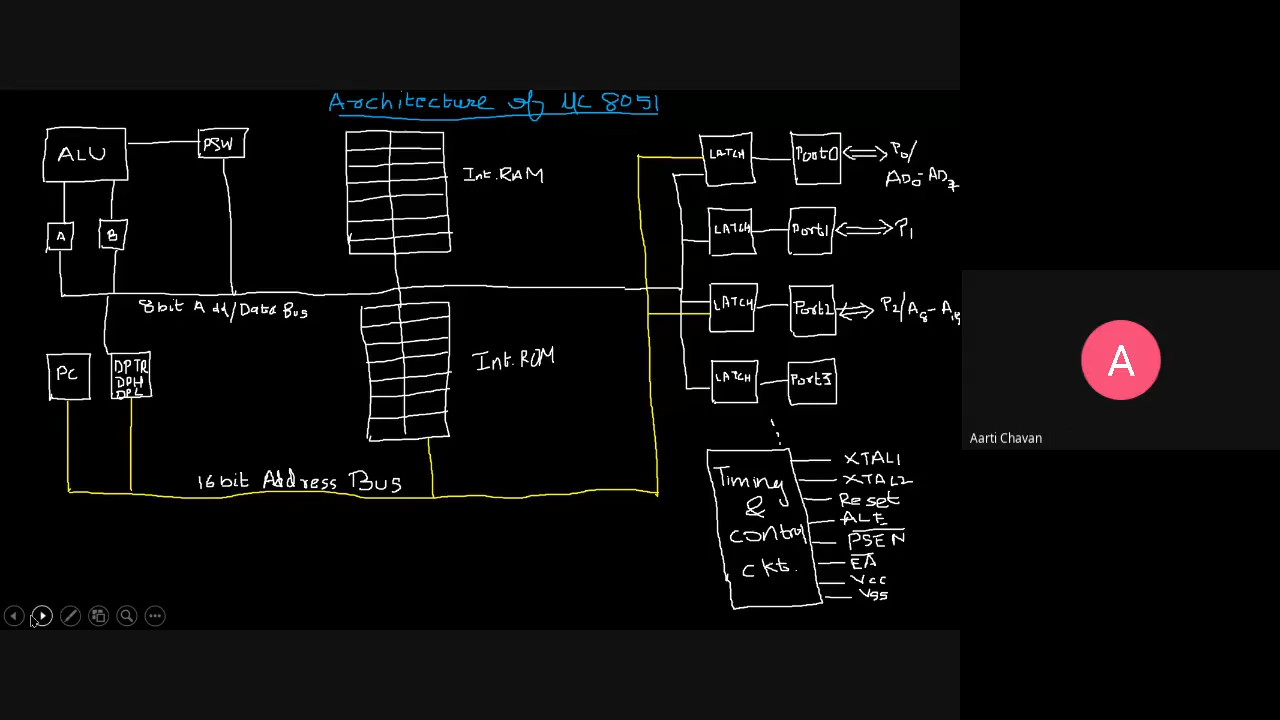 Architecture of MC 8051
ALU
PSW
A
B
8bit Add/Data Bus
PC
DPTR
DPH
DPL
16bit Address Bus
Int.RAM
Int.ROM
LATCH
Port0
P0/
AD0-AD7
LATCH
Port1
P1
LATCH
Port2
P2/A8-A15
LATCH
Port3
Timing
&
control
ckts.
XTAL1
XTAL2
Reset
ALE
PSEN
EA
Vcc
Vss
A
Aarti Chavan